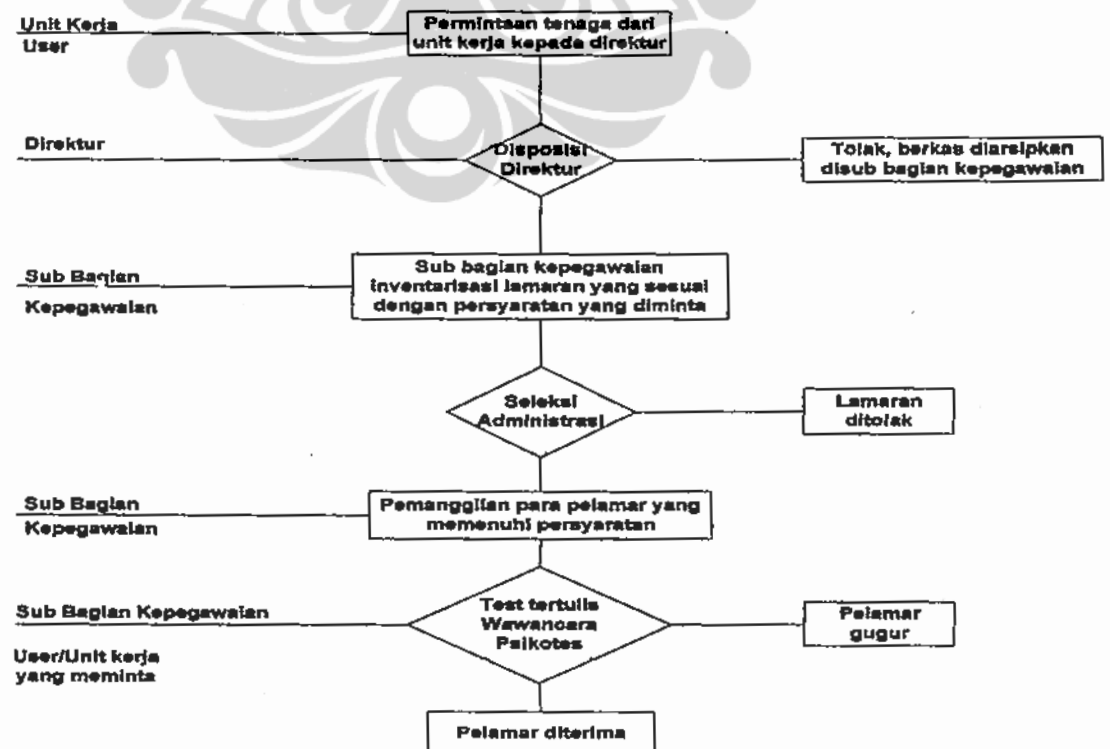 Unit Kerja
User
Permintaan tenaga dari
unit kerja kepada direktur
Direktur
Disposisi
Direktur
Tolak, berkas diarsipkan
disub bagian kepegawaian
Sub Bagian
Kepegawaian
Sub bagian kepegawaian
inventarisasi lamaran yang sesuai
dengan persyaratan yang diminta
Seleksi
Administrasi
Lamaran
ditolak
Sub Bagian
Kepegawaian
Pemanggilan para pelamar yang
memenuhi persyaratan
Sub Bagian Kepegawaian
User/Unit kerja
yang meminta
Test tertulis
Wawancara
Psikotes
Pelamar
gugur
Pelamar diterima